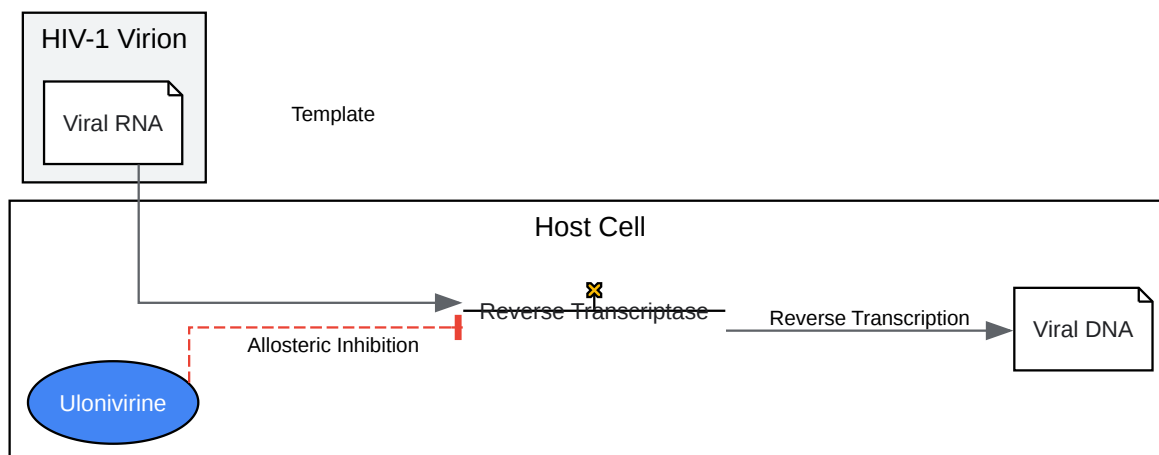 HIV-1 Virion
Viral RNA
Template
Host Cell
Reverse Transcriptase
Reverse Transcription
Viral DNA
Allosteric Inhibition
Ulonivirine